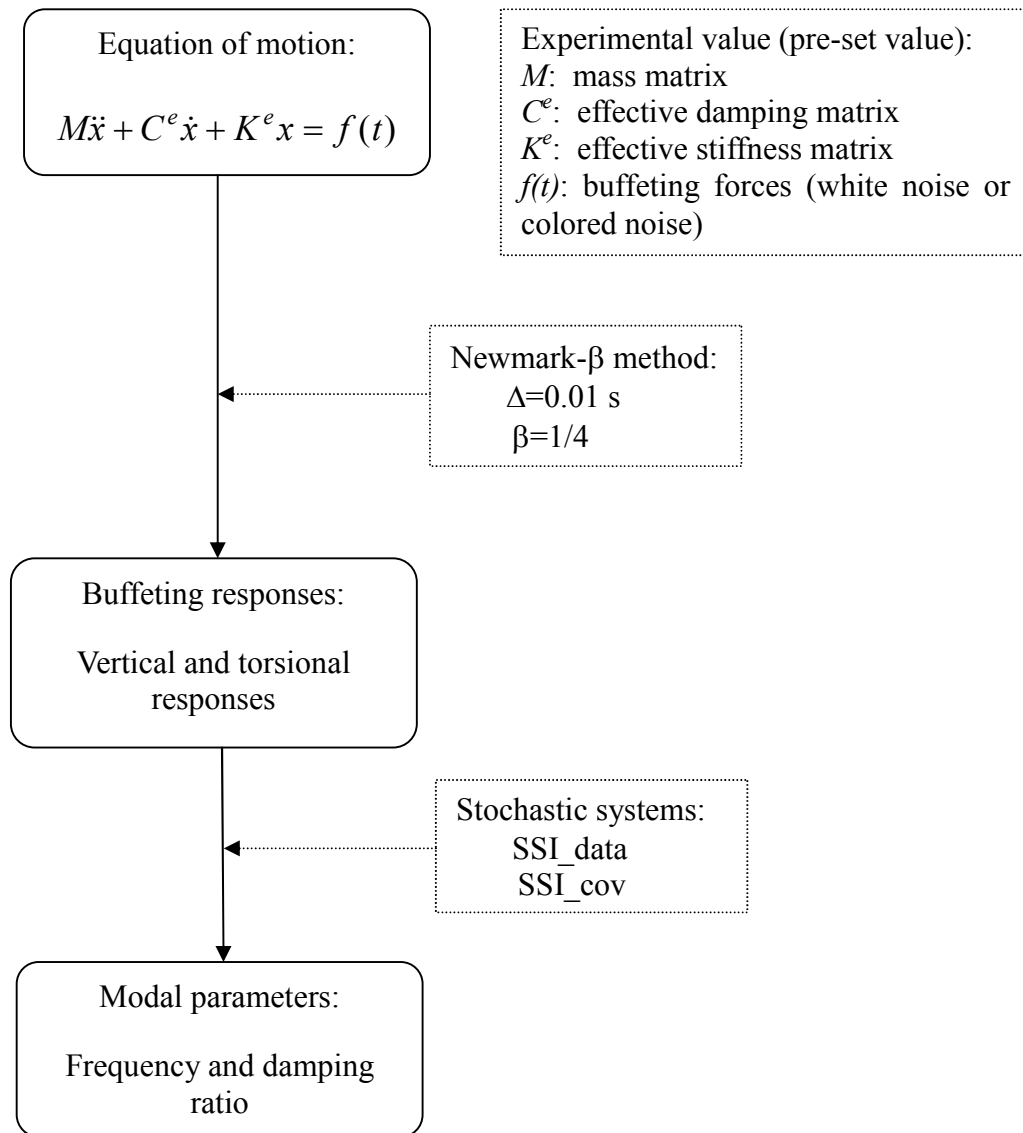 Equation of motion:
$M\ddot{x} + C^e\dot{x} + K^e x = f(t)$
Experimental value (pre-set value):
M: mass matrix
C^e: effective damping matrix
K^e: effective stiffness matrix
f(t): buffeting forces (white noise or
colored noise)
Newmark-β method:
Δ=0.01 s
β=1/4
Buffeting responses:
Vertical and torsional
responses
Stochastic systems:
SSI_data
SSI_cov
Modal parameters:
Frequency and damping
ratio